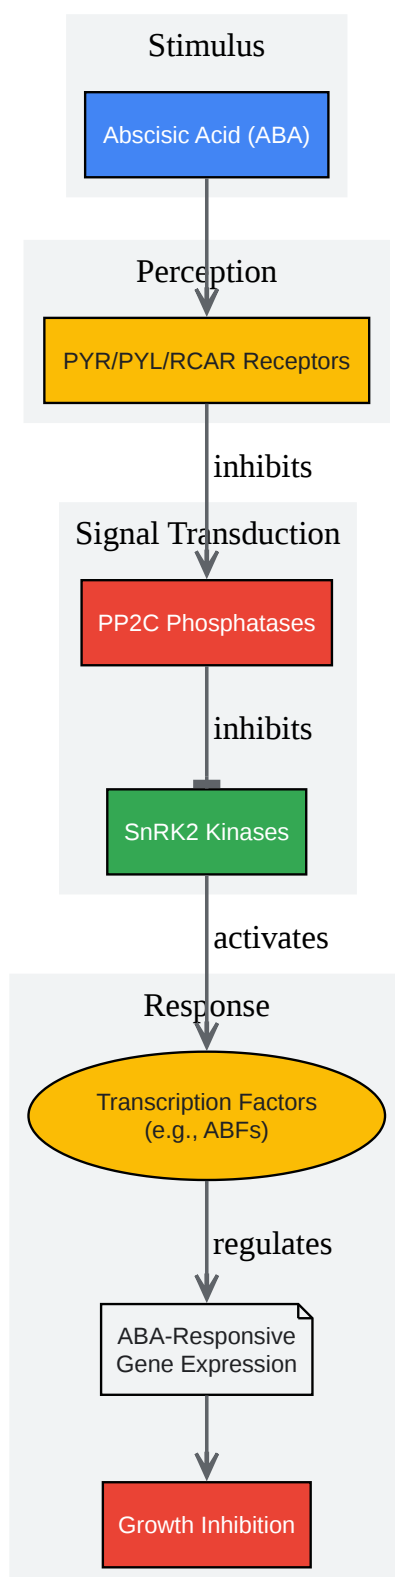 Stimulus
Abscisic Acid (ABA)
Perception
PYR/PYL/RCAR Receptors
inhibits
Signal Transduction
PP2C Phosphatases
inhibits
SnRK2 Kinases
activates
Response
Transcription Factors
(e.g., ABFs)
regulates
ABA-Responsive
Gene Expression
Growth Inhibition